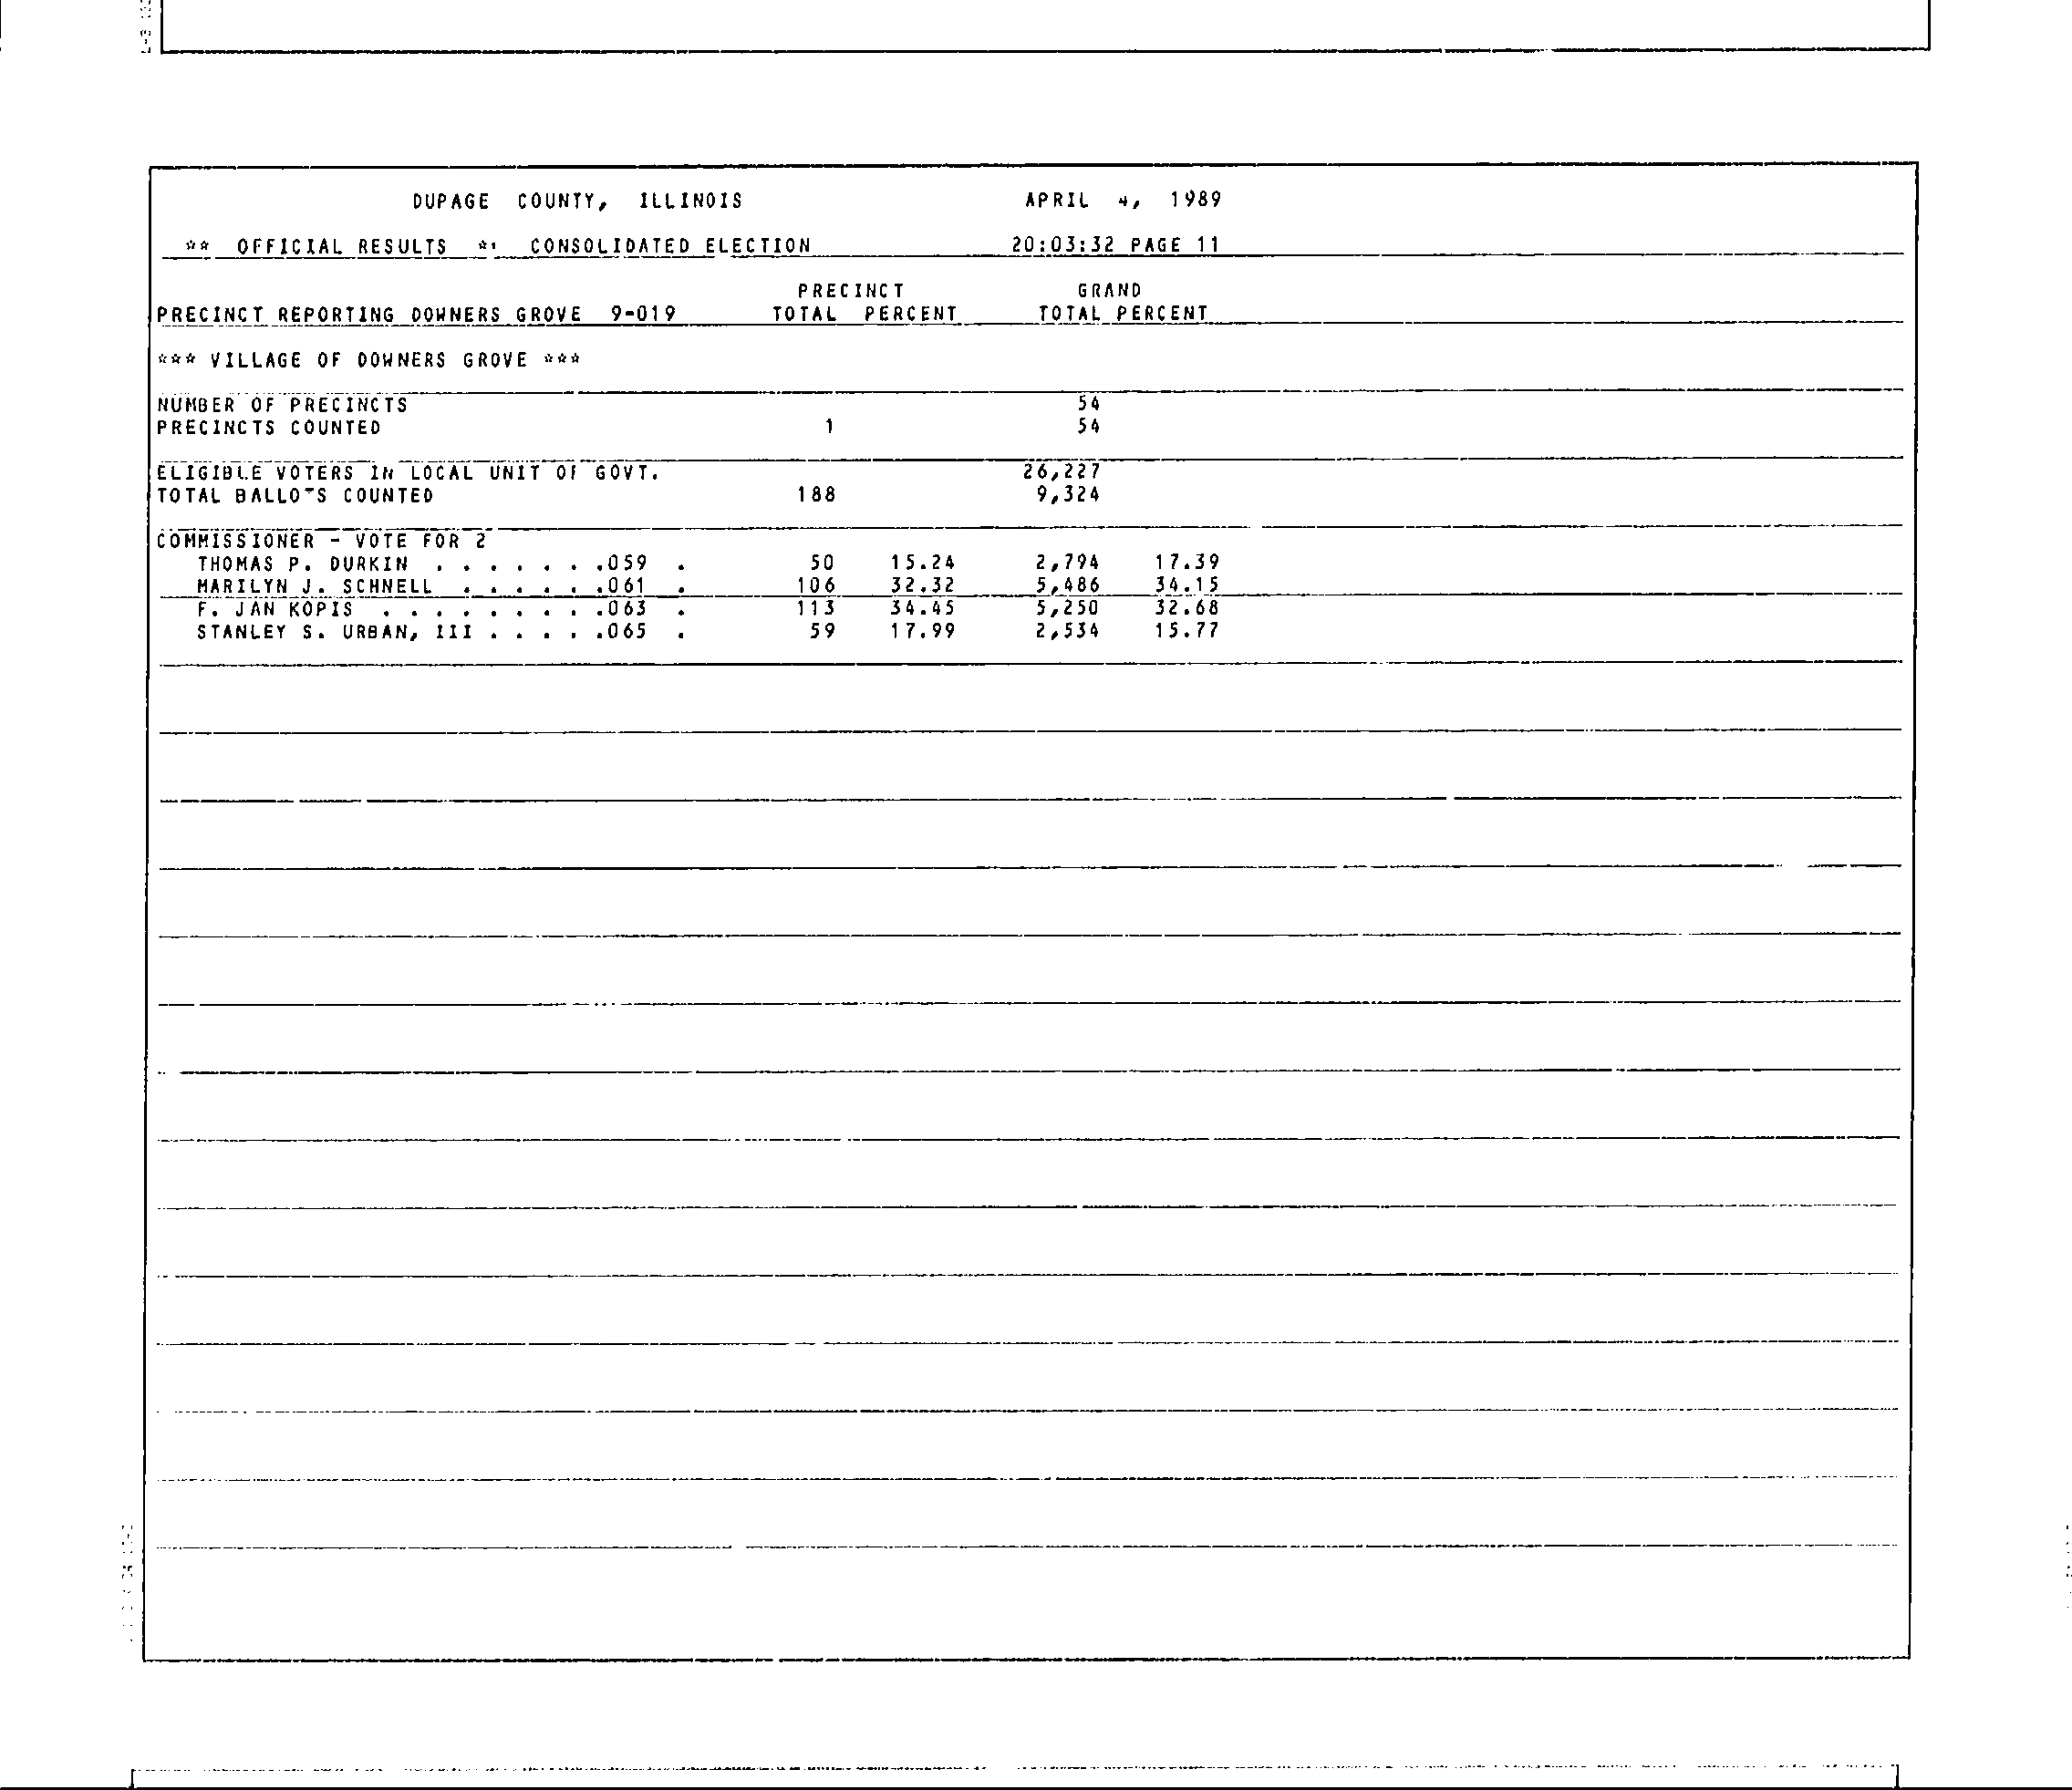 DUPAGE COUNTY, ILLINOIS APRIL 4, 1989
** OFFICIAL RESULTS ** CONSOLIDATED ELECTION 20:03:32 PAGE 11
PRECINCT GRAND
PRECINCT REPORTING DOWNERS GROVE 9-019 TOTAL PERCENT TOTAL PERCENT
*** VILLAGE OF DOWNERS GROVE ***
NUMBER OF PRECINCTS 54
PRECINCTS COUNTED 1 54
ELIGIBLE VOTERS IN LOCAL UNIT OF GOVT. 26,227
TOTAL BALLOTS COUNTED 188 9,324
COMMISSIONER - VOTE FOR 2
THOMAS P. DURKIN . . . . . . .059 . 50 15.24 2,794 17.39
MARILYN J. SCHNELL . . . . . .061 . 106 32.32 5,486 34.15
F. JAN KOPIS . . . . . . . . .063 . 113 34.45 5,250 32.68
STANLEY S. URBAN, III . . . . .065 . 59 17.99 2,534 15.77